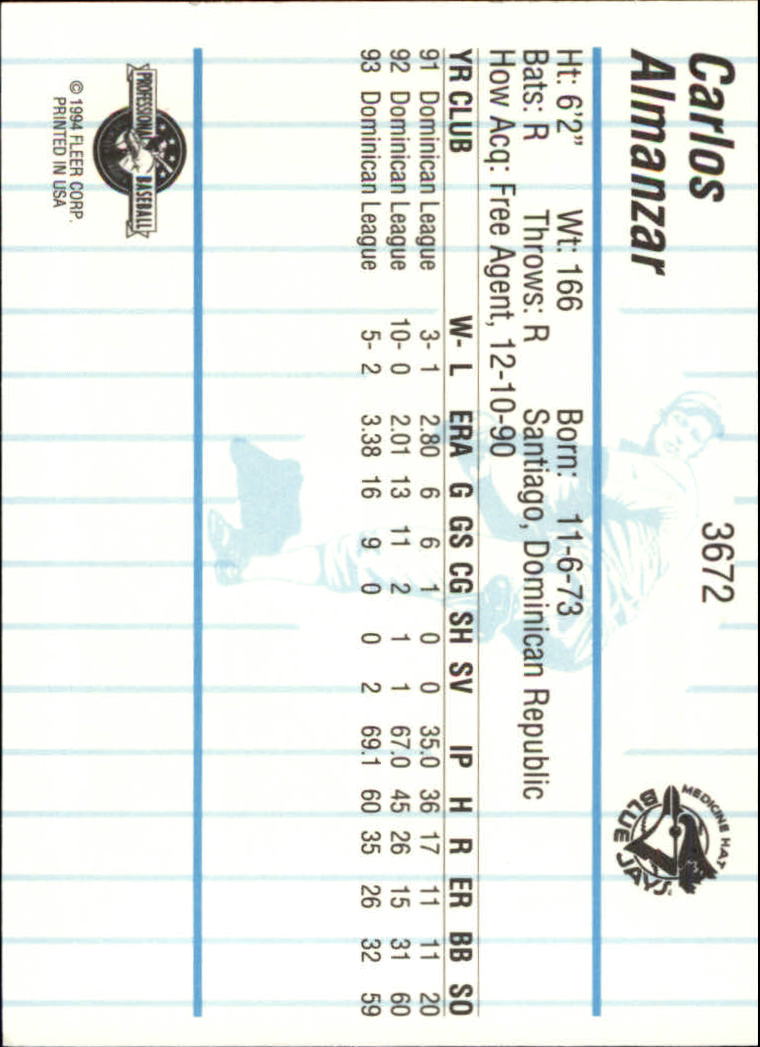 Carlos
Almanzar
3672
MEDICINE HAT
BLUE JAYS
Ht: 6'2" Wt: 166 Born: 11-6-73
Bats: R Throws: R Santiago, Dominican Republic
How Acq: Free Agent, 12-10-90
YR CLUB W- L ERA G GS CG SH SV IP H R ER BB SO
91 Dominican League 3- 1 2.80 6 6 1 0 0 35.0 36 17 11 11 20
92 Dominican League 10- 0 2.01 13 11 2 1 1 67.0 45 26 15 31 60
93 Dominican League 5- 2 3.38 16 9 0 0 2 69.1 60 35 26 32 59
PROFESSIONAL BASEBALL
© 1994 FLEER CORP.
PRINTED IN USA